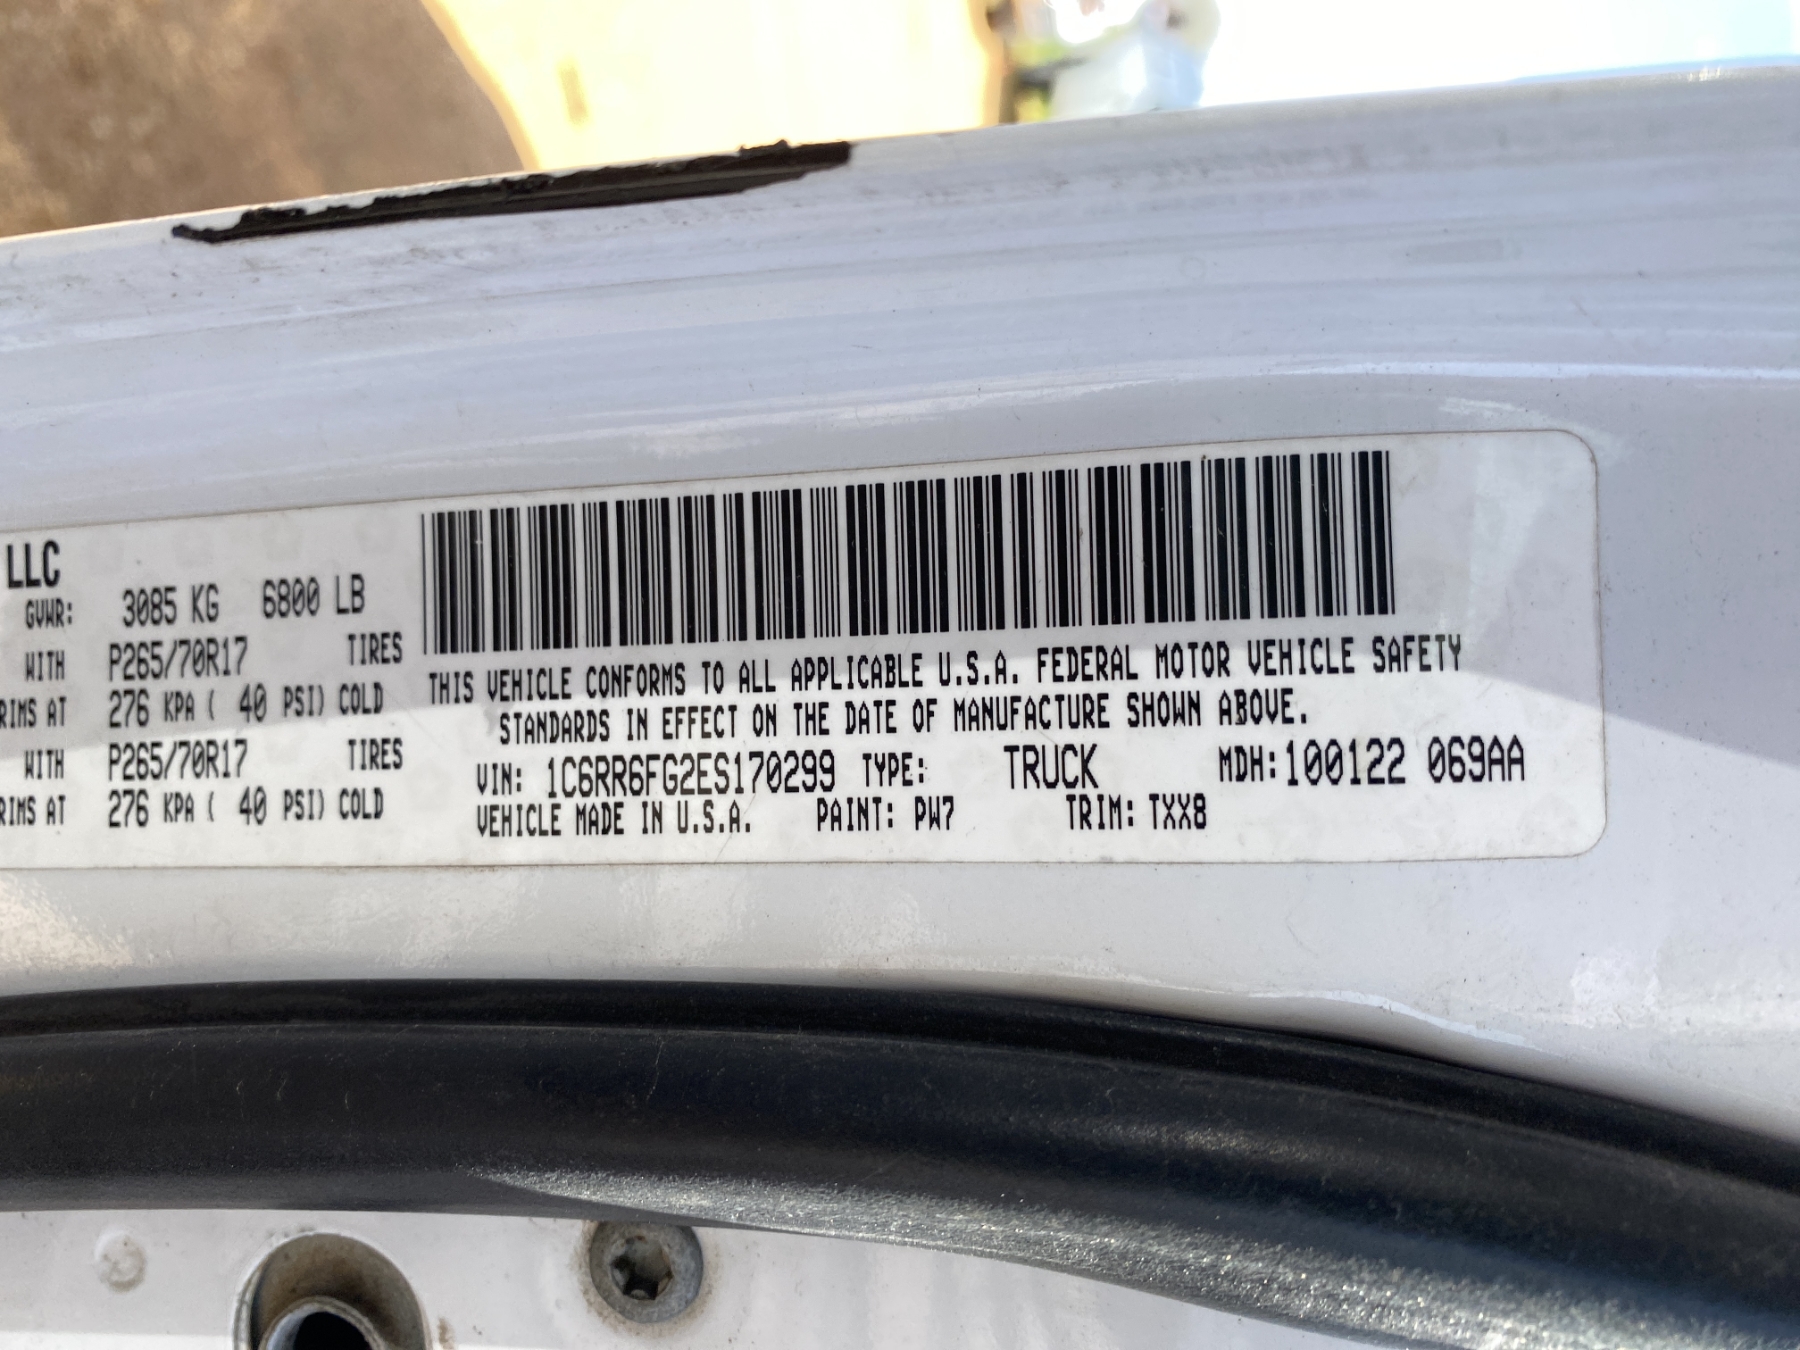 LLC
GVWR: 3085 KG 6800 LB
WITH P265/70R17 TIRES
RIMS AT 276 KPA ( 40 PSI) COLD
WITH P265/70R17 TIRES
RIMS AT 276 KPA ( 40 PSI) COLD
THIS VEHICLE CONFORMS TO ALL APPLICABLE U.S.A. FEDERAL MOTOR VEHICLE SAFETY
STANDARDS IN EFFECT ON THE DATE OF MANUFACTURE SHOWN ABOVE.
VIN: 1C6RR6FG2ES170299 TYPE: TRUCK MDH: 100122 069AA
VEHICLE MADE IN U.S.A. PAINT: PW7 TRIM: TXX8